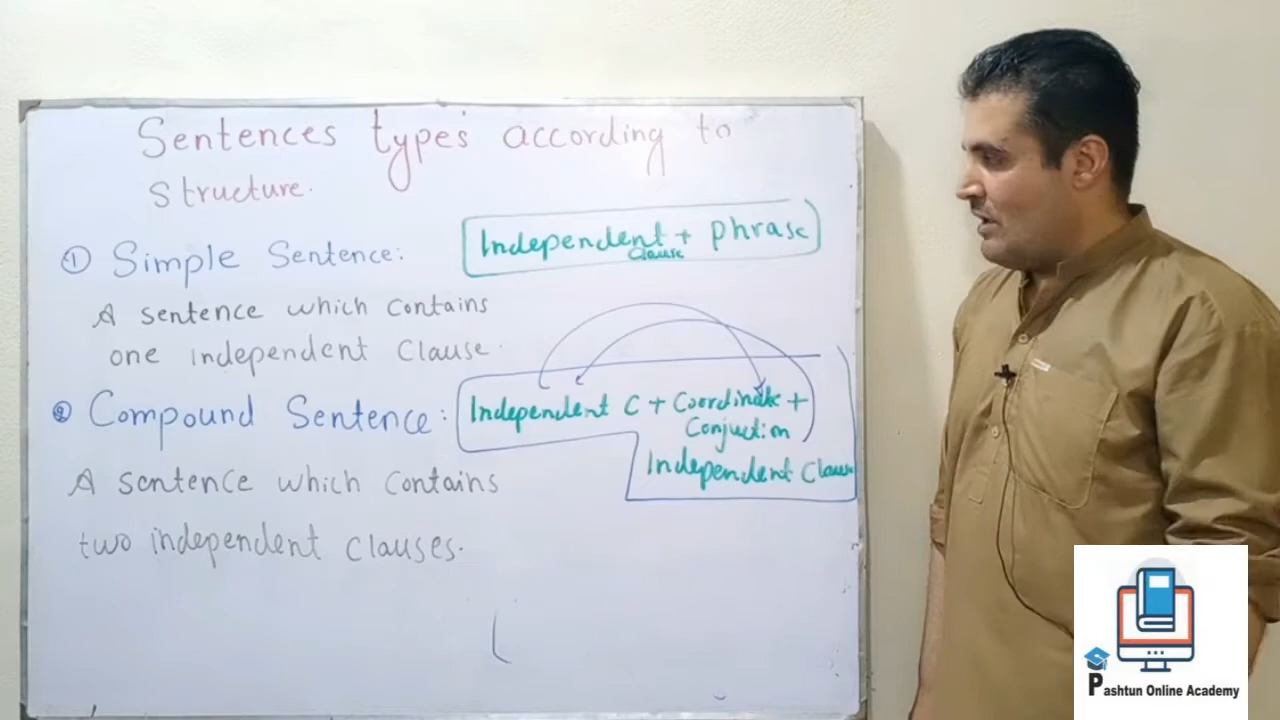 Sentences types according to
structure.
① Simple Sentence:
Independent + Phrase
Clause
A sentence which contains
one independent clause.
② Compound Sentence:
Independent C + Coordinate +
Conjuction
Independent Clause
A sentence which contains
two independent clauses.
Pashtun Online Academy